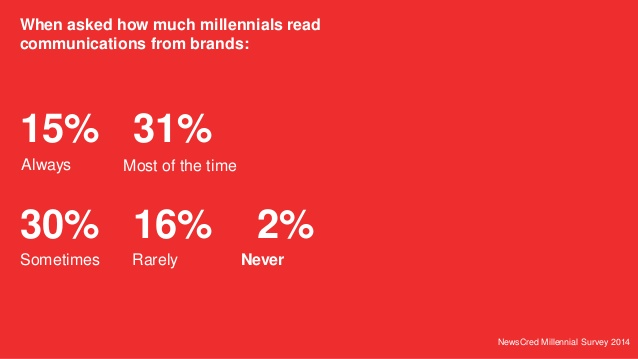 When asked how much millennials read
communications from brands:
15% 31%
Always Most of the time
30% 16% 2%
Sometimes Rarely Never
NewsCred Millennial Survey 2014